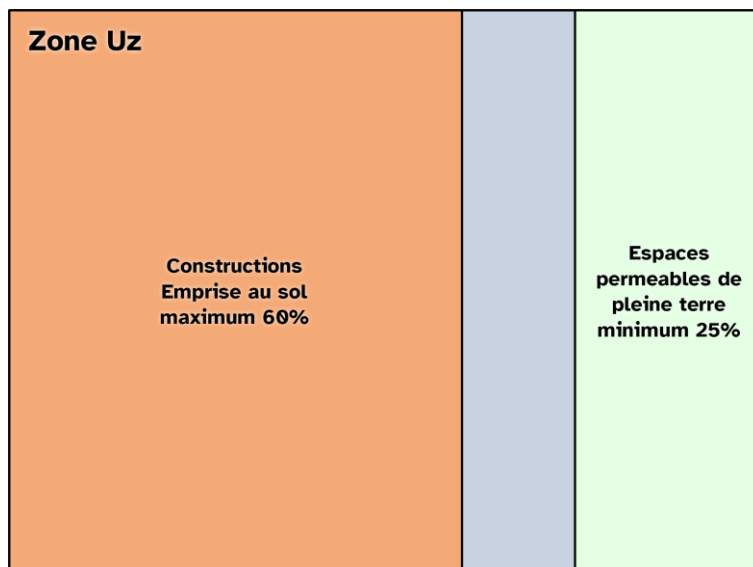 Zone Uz
Constructions
Emprise au sol
maximum 60%
Espaces
permeables de
pleine terre
minimum 25%